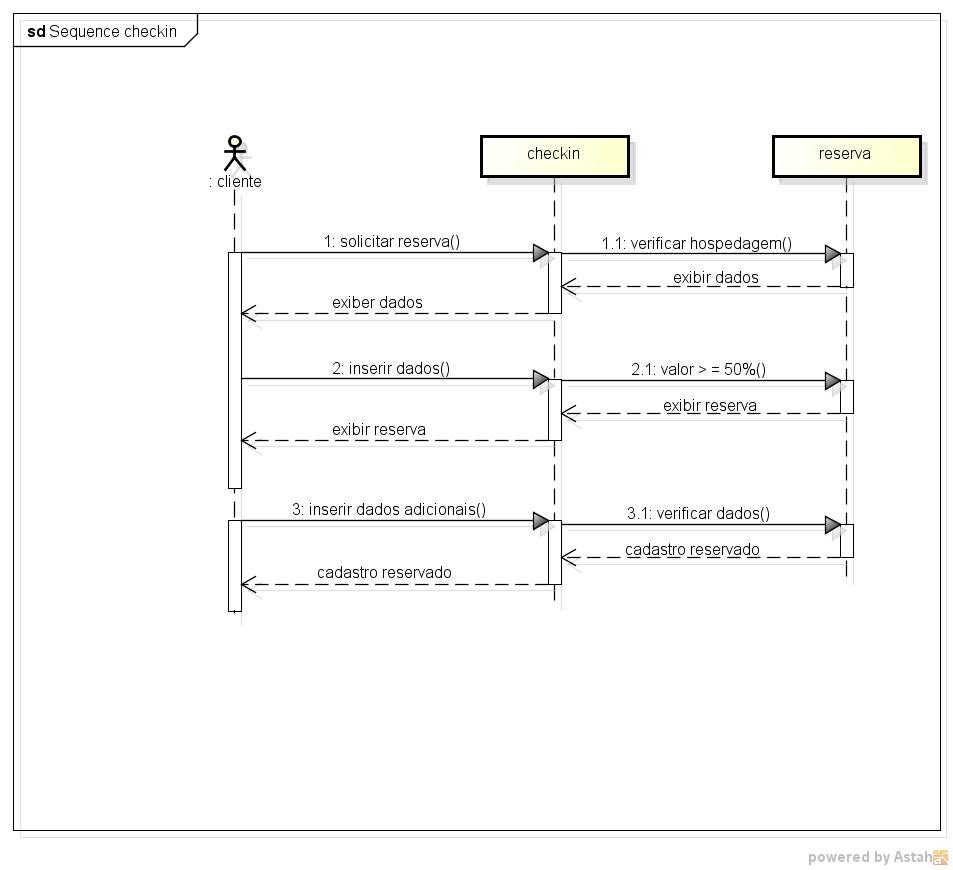 sd Sequence checkin
: cliente
checkin
reserva
1: solicitar reserva()
1.1: verificar hospedagem()
exibir dados
exiber dados
2: inserir dados()
2.1: valor > = 50%()
exibir reserva
exibir reserva
3: inserir dados adicionais()
3.1: verificar dados()
cadastro reservado
cadastro reservado
powered by Astah